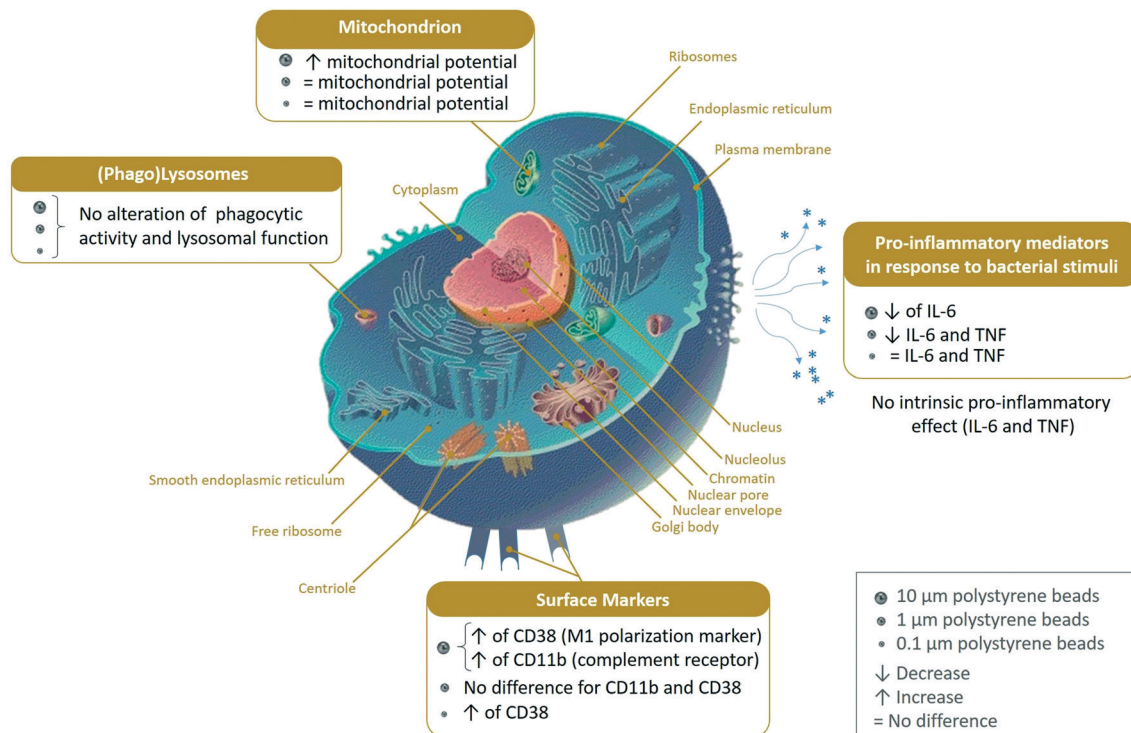 Mitochondrion
↑ mitochondrial potential
= mitochondrial potential
= mitochondrial potential
Ribosomes
Endoplasmic reticulum
Plasma membrane
(Phago)Lysosomes
No alteration of phagocytic
activity and lysosomal function
Cytoplasm
Pro-inflammatory mediators
in response to bacterial stimuli
↓ of IL-6
↓ IL-6 and TNF
= IL-6 and TNF
No intrinsic pro-inflammatory
effect (IL-6 and TNF)
Nucleus
Nucleolus
Chromatin
Nuclear pore
Nuclear envelope
Golgi body
Smooth endoplasmic reticulum
Free ribosome
Centriole
Surface Markers
↑ of CD38 (M1 polarization marker)
↑ of CD11b (complement receptor)
No difference for CD11b and CD38
↑ of CD38
10 µm polystyrene beads
1 µm polystyrene beads
0.1 µm polystyrene beads
↓ Decrease
↑ Increase
= No difference